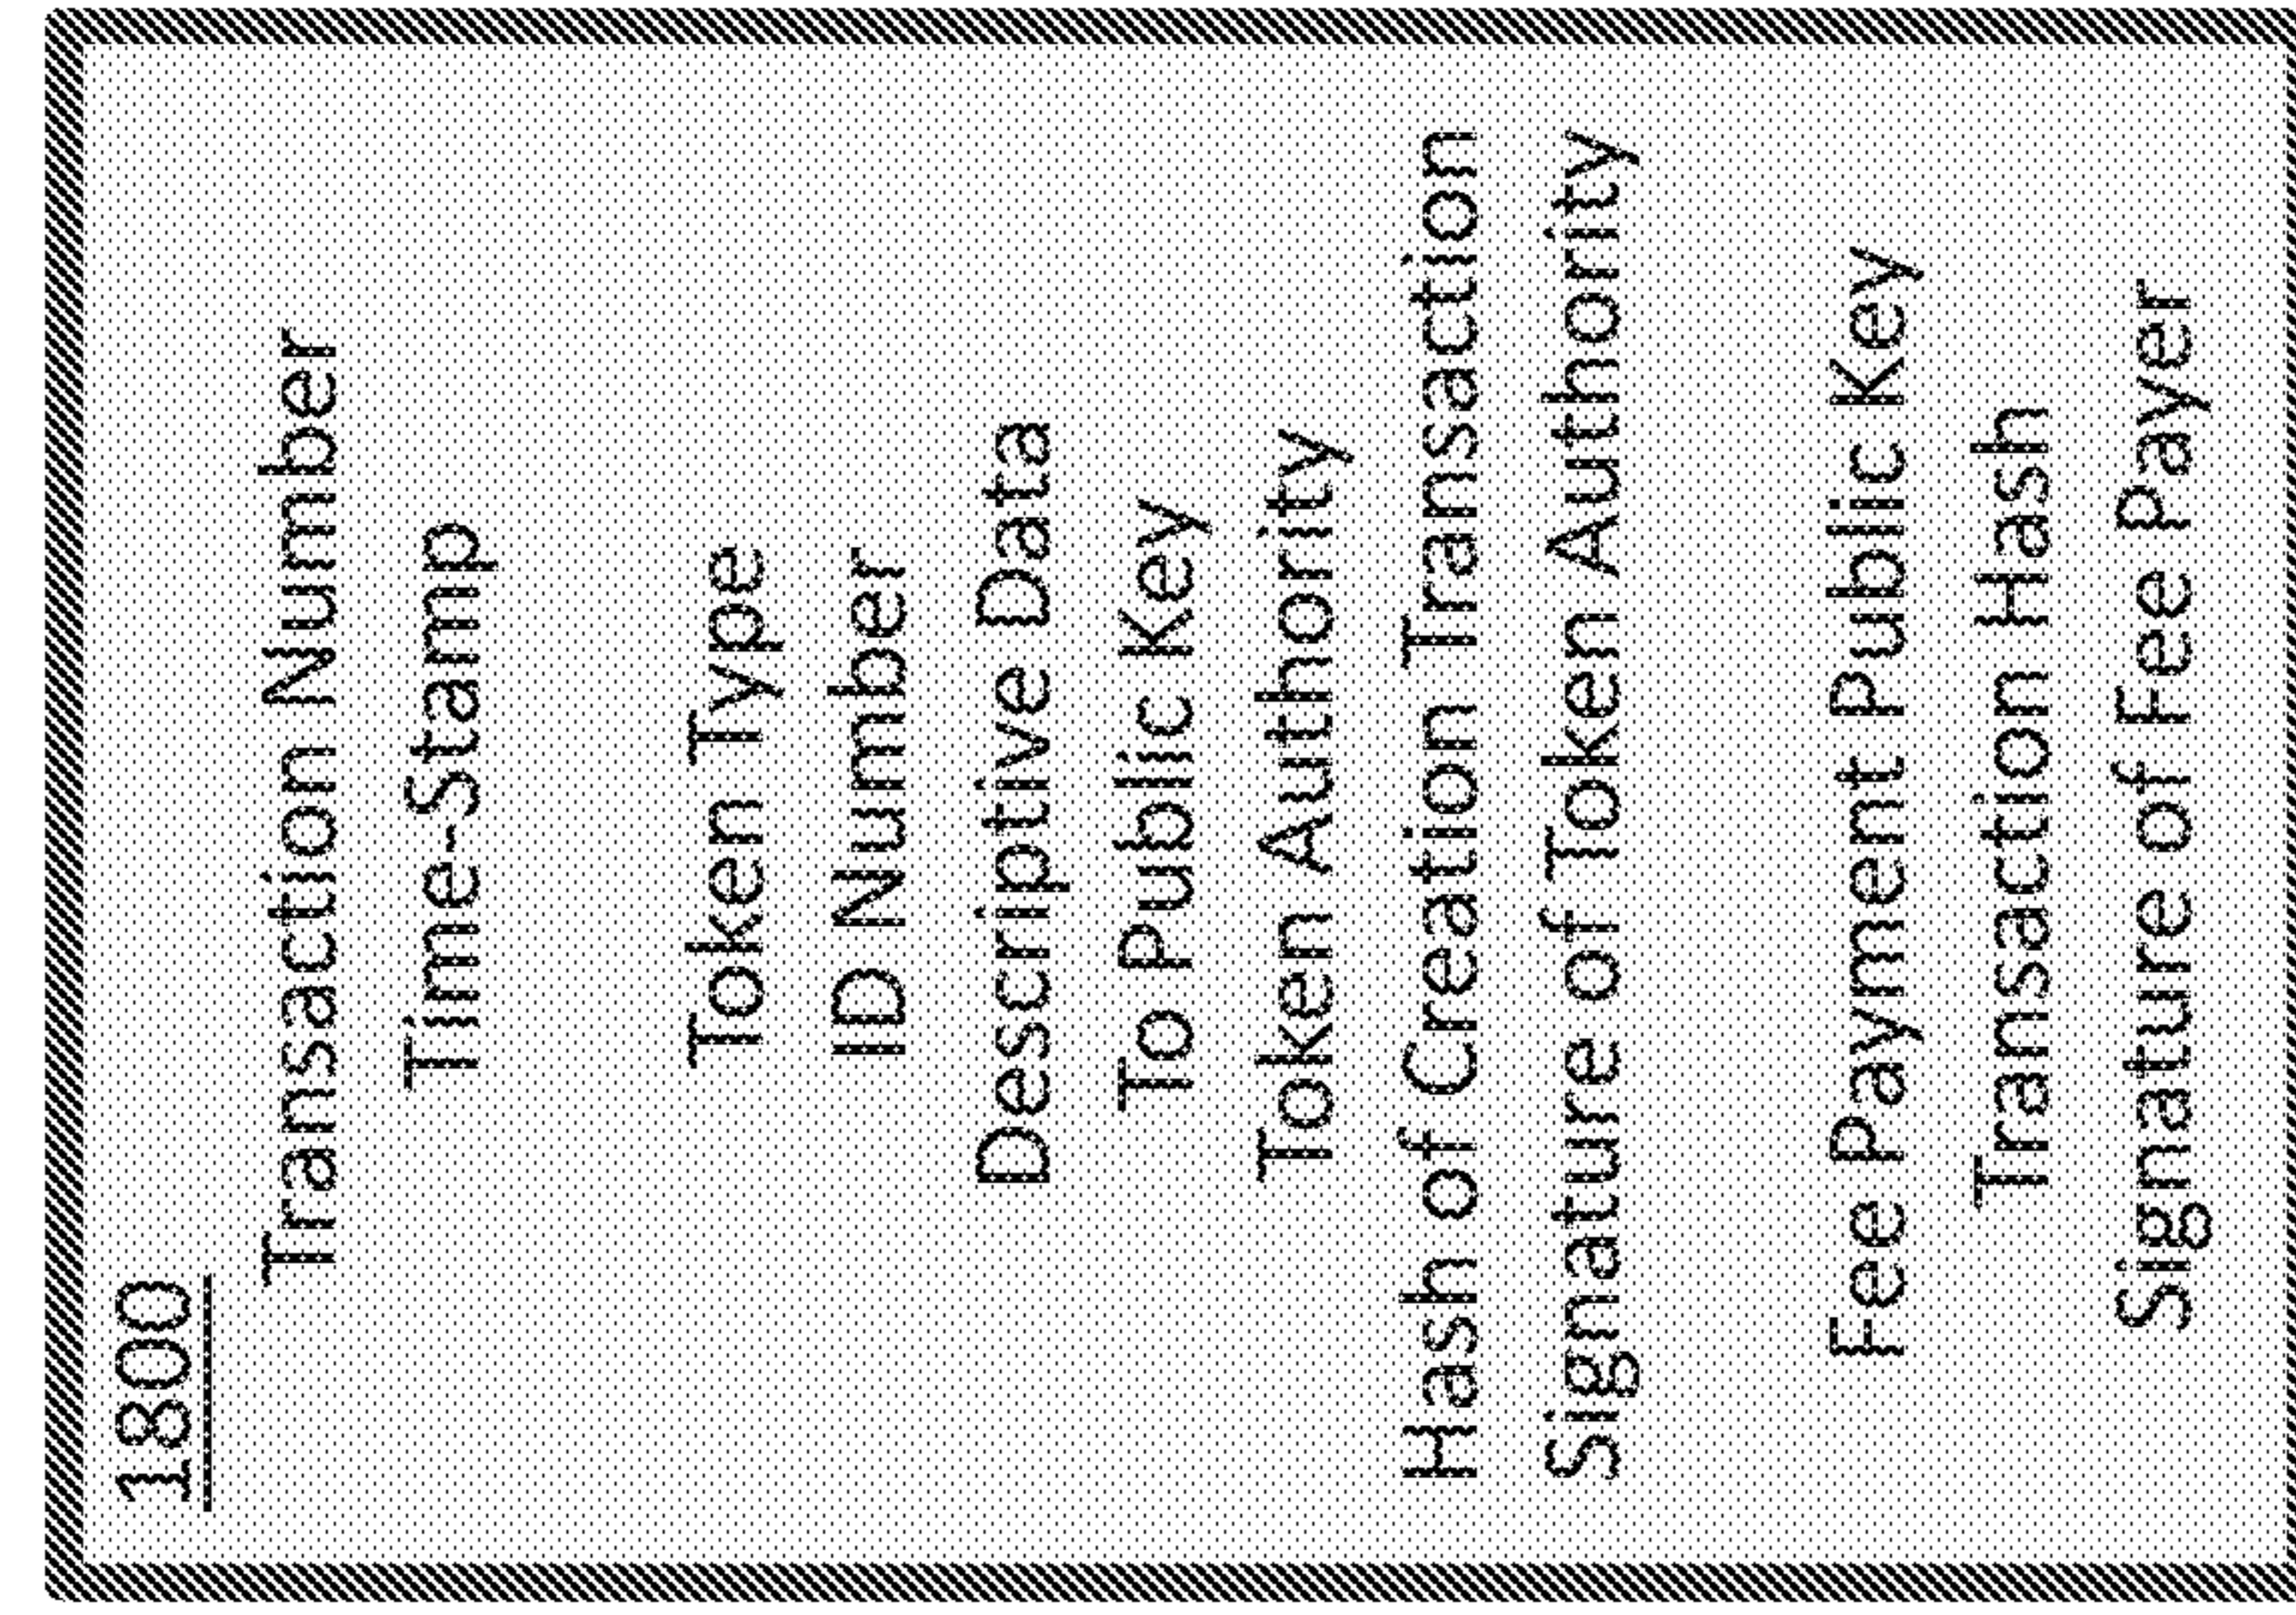 1800
Transaction Number
Time-Stamp
Token Type
ID Number
Descriptive Data
To Public Key
Token Authority
Hash of Creation Transaction
Signature of Token Authority
Fee Payment Public Key
Transaction Hash
Signature of Fee Payer